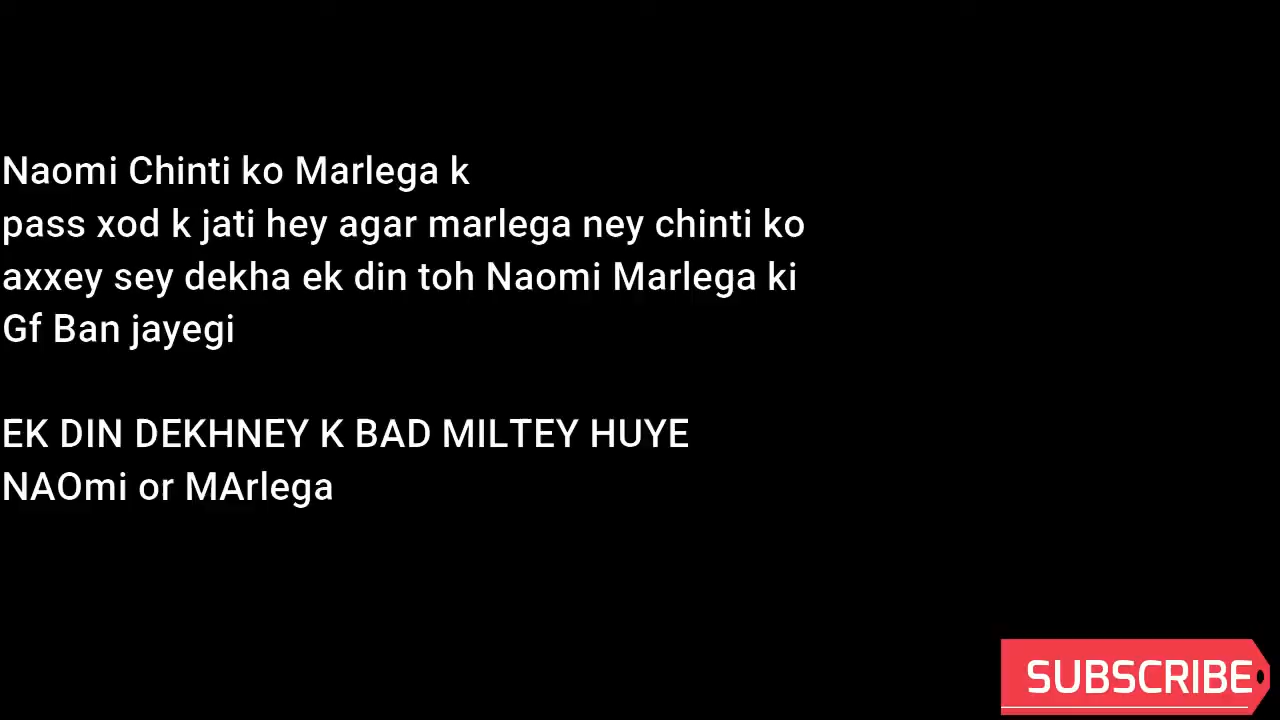 Naomi Chinti ko Marlega k
pass xod k jati hey agar marlega ney chinti ko
axxey sey dekha ek din toh Naomi Marlega ki
Gf Ban jayegi
EK DIN DEKHNEY K BAD MILTEY HUYE
NAOmi or MArlega
SUBSCRIBE